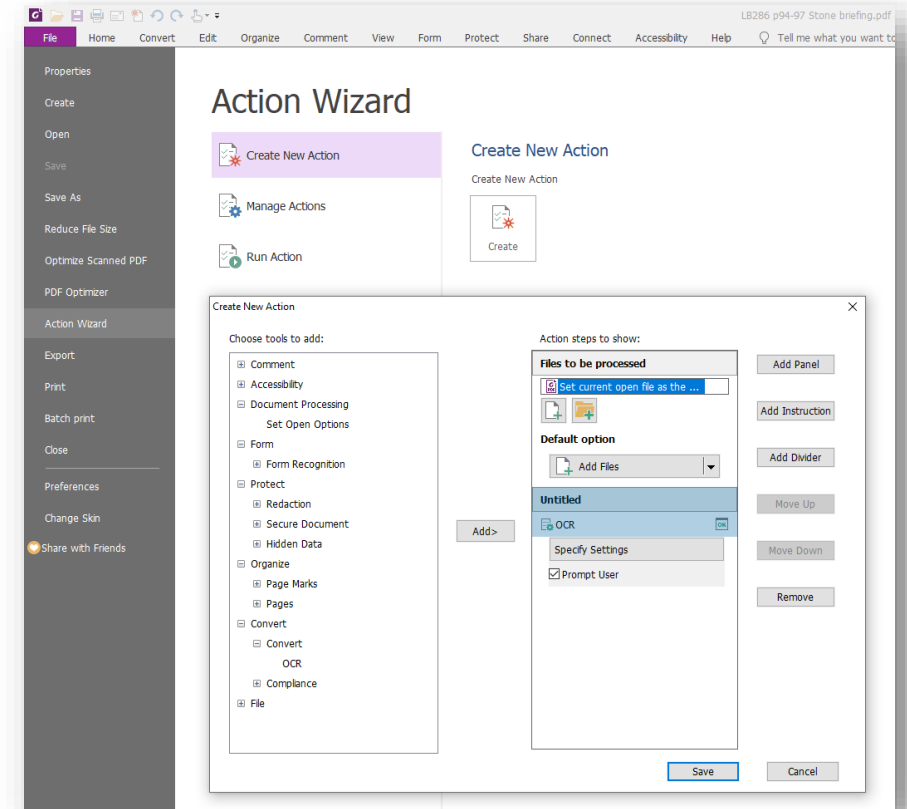 LB286 p94-97 Stone briefing.pdf
File Home Convert Edit Organize Comment View Form Protect Share Connect Accessibility Help Tell me what you want to
Properties
Create
Open
Save
Save As
Reduce File Size
Optimize Scanned PDF
PDF Optimizer
Action Wizard
Export
Print
Batch print
Close
Preferences
Change Skin
Share with Friends
Action Wizard
Create New Action
Manage Actions
Run Action
Create New Action
Create New Action
Create
Create New Action
Choose tools to add:
Comment
Accessibility
Document Processing
Set Open Options
Form
Form Recognition
Protect
Redaction
Secure Document
Hidden Data
Organize
Page Marks
Pages
Convert
Convert
OCR
Compliance
File
Add>
Action steps to show:
Files to be processed
Set current open file as the ...
Default option
Add Files
Untitled
OCR
Specify Settings
Prompt User
Add Panel
Add Instruction
Add Divider
Move Up
Move Down
Remove
Save
Cancel